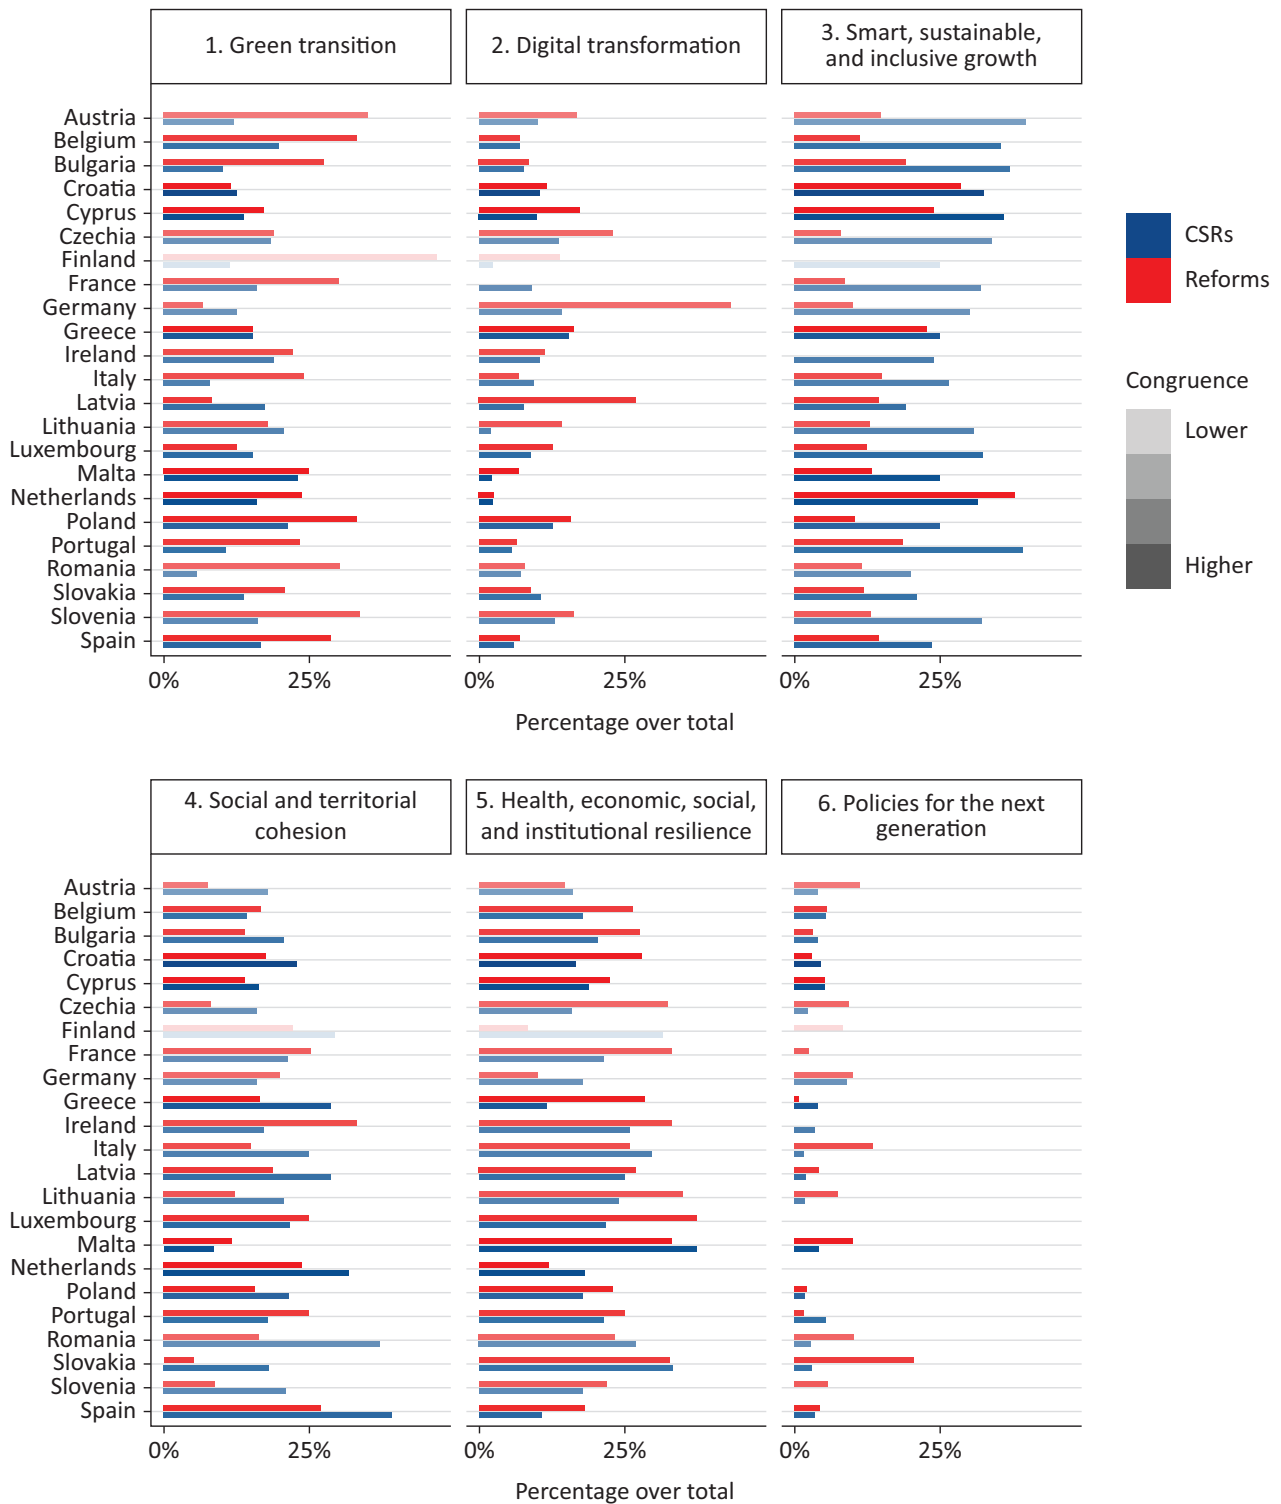 1. Green transition
2. Digital transformation
3. Smart, sustainable,
and inclusive growth
Austria
Belgium
Bulgaria
Croatia
Cyprus
Czechia
Finland
France
Germany
Greece
Ireland
Italy
Latvia
Lithuania
Luxembourg
Malta
Netherlands
Poland
Portugal
Romania
Slovakia
Slovenia
Spain
0%
25%
0%
25%
0%
25%
Percentage over total
CSRs
Reforms
Congruence
Lower
Higher
4. Social and territorial
cohesion
5. Health, economic, social,
and institutional resilience
6. Policies for the next
generation
Austria
Belgium
Bulgaria
Croatia
Cyprus
Czechia
Finland
France
Germany
Greece
Ireland
Italy
Latvia
Lithuania
Luxembourg
Malta
Netherlands
Poland
Portugal
Romania
Slovakia
Slovenia
Spain
0%
25%
0%
25%
0%
25%
Percentage over total